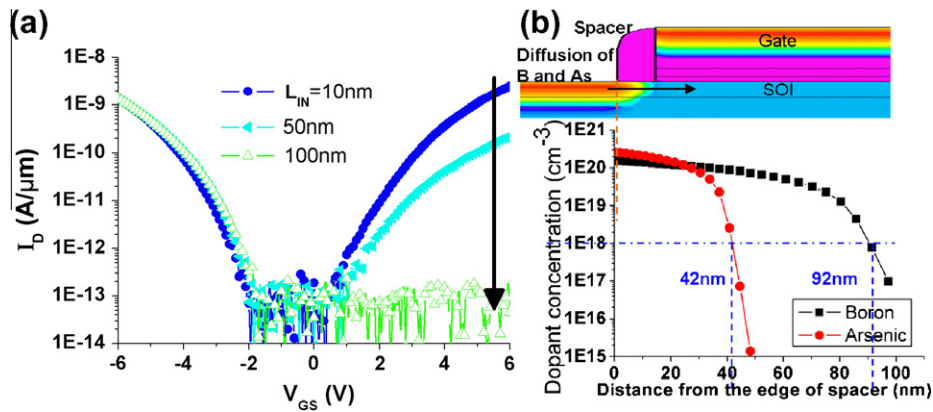 (a)
1E-8
1E-9
1E-10
1E-11
1E-12
1E-13
1E-14
I_D (A/μm)
L_IN=10nm
50nm
100nm
-6 -4 -2 0 2 4 6
V_GS (V)
(b)
Spacer
Gate
Diffusion of
B and As
SOI
Dopant concentration (cm^-3)
1E21
1E20
1E19
1E18
1E17
1E16
1E15
42nm
92nm
Boron
Arsenic
0 20 40 60 80 100
Distance from the edge of spacer (nm)